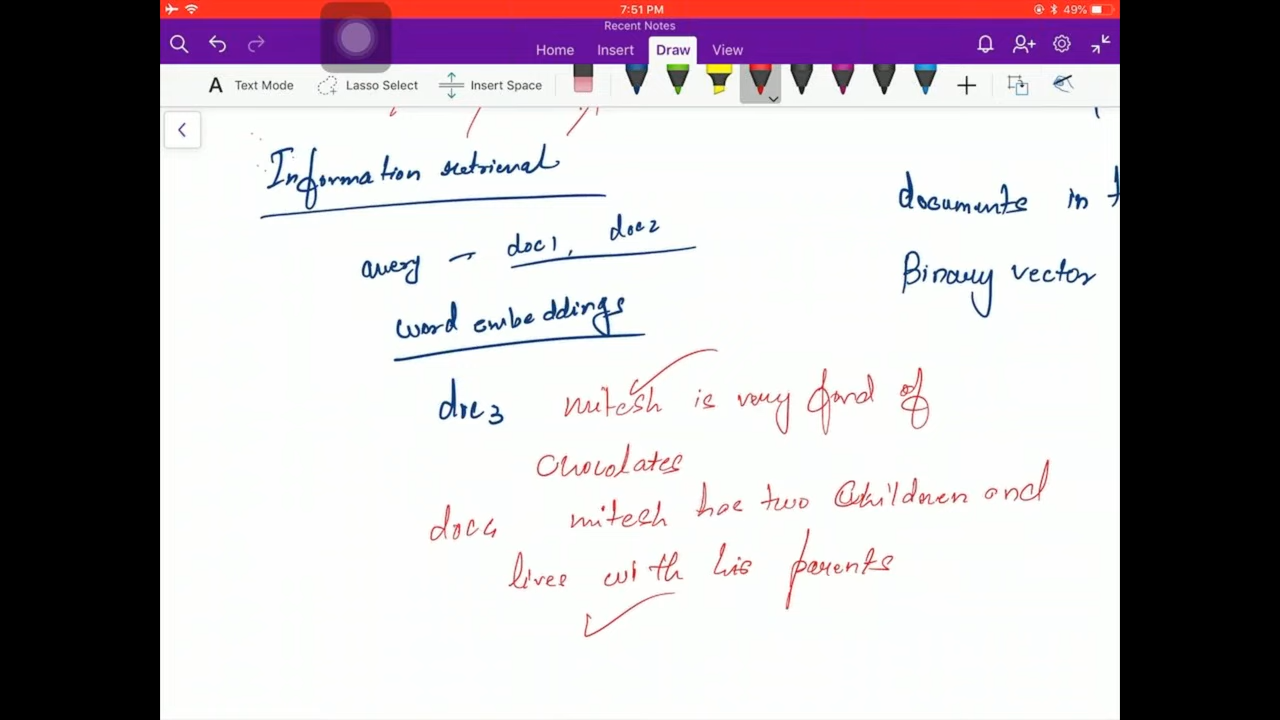 7:51 PM
49%
Recent Notes
Home Insert Draw View
A Text Mode Lasso Select Insert Space
Information retrieval
documents in
query → doc1, doc2
Binary vector
word embeddings
doc3 mitesh is very fond of
chocolates
doc4 mitesh has two children and
lives with his parents